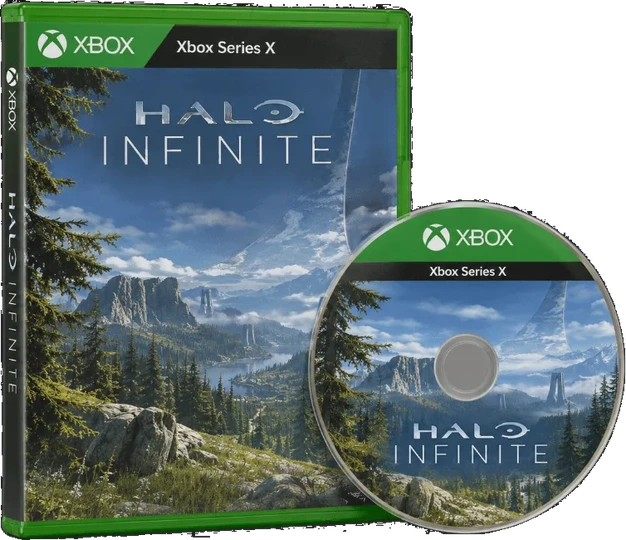 XBOX
Xbox Series X
HALO
INFINITE
XBOX
HALO INFINITE
XBOX
Xbox Series X
HALO
INFINITE